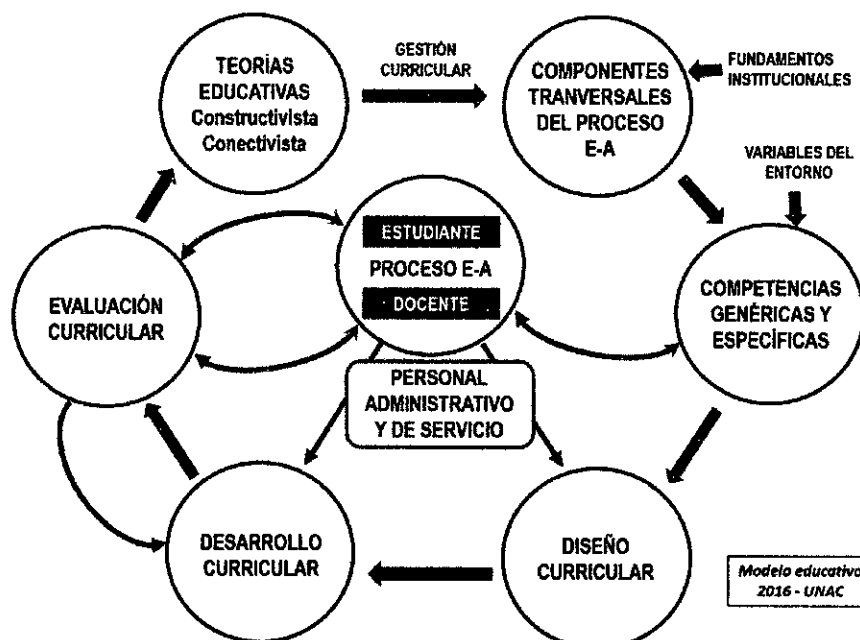 TEORÍAS
EDUCATIVAS
Constructivista
Conectivista
GESTIÓN
CURRICULAR
COMPONENTES
TRANVERSALES
DEL PROCESO
E-A
FUNDAMENTOS
INSTITUCIONALES
VARIABLES DEL
ENTORNO
ESTUDIANTE
PROCESO E-A
DOCENTE
EVALUACIÓN
CURRICULAR
COMPETENCIAS
GENÉRICAS Y
ESPECÍFICAS
PERSONAL
ADMINISTRATIVO
Y DE SERVICIO
DESARROLLO
CURRICULAR
DISEÑO
CURRICULAR
Modelo educativo
2016 - UNAC